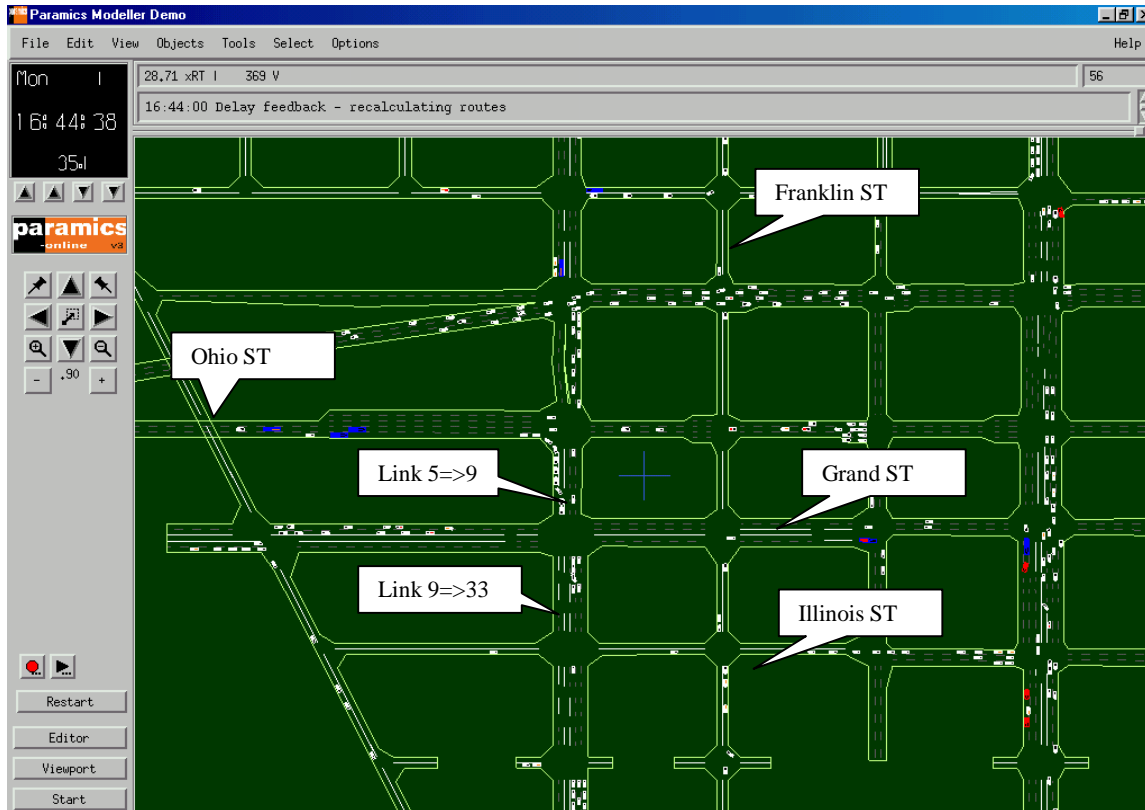 Paramics Modeller Demo
File Edit View Objects Tools Select Options Help
Mon
28.71 xRT | 369 V
56
16:44:00 Delay feedback - recalculating routes
16:44:38
35.1
paramics
-online v3
Franklin ST
Ohio ST
- .90 +
Link 5=>9
Grand ST
Link 9=>33
Illinois ST
Restart
Editor
Viewport
Start